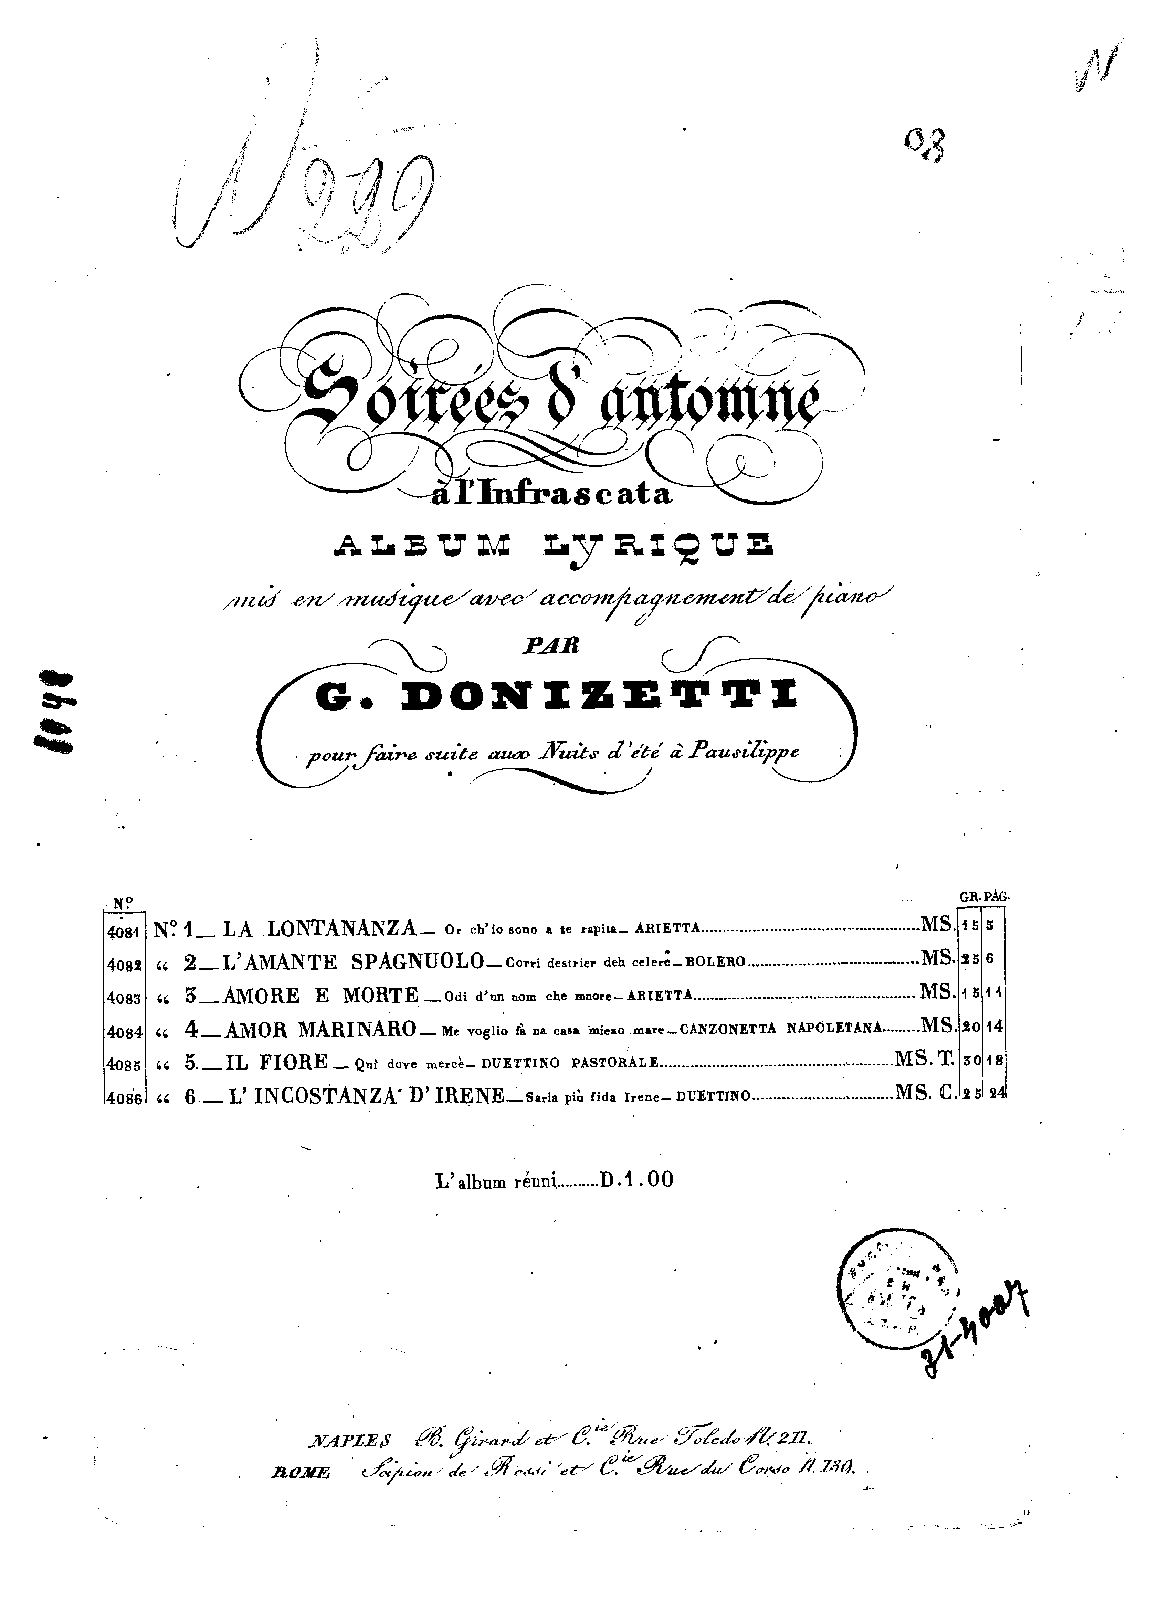 N
N 299
08
Soirées d'automne
à l'Infrascata
ALBUM LYRIQUE
mis en musique avec accompagnement de piano
PAR
G. DONIZETTI
pour faire suite aux Nuits d'été à Pausilippe
Nº. GR. PAG.
4081 Nº. 1 _ LA LONTANANZA _ Or ch'io sono a te rapita _ ARIETTA MS. 15 3
4082 “ 2 _ L'AMANTE SPAGNUOLO _ Corri destrier deh celere _ BOLERO MS. 25 6
4083 “ 3 _ AMORE E MORTE _ Odi d'un uom che muore _ ARIETTA MS. 15 11
4084 “ 4 _ AMOR MARINARO _ Me voglio fà na casa miezo mare _ CANZONETTA NAPOLETANA MS. 20 14
4085 “ 5. _ IL FIORE _ Quì dove mercè _ DUETTINO PASTORALE MS. T. 30 18
4086 “ 6 _ L'INCOSTANZA D'IRENE _ Saria più fida Irene _ DUETTINO MS. C. 25 24
L'album réuni D. 1.00
NAPLES B. Girard et C.ie Rue Toledo N. 211.
ROME Scipion de Rossi et C.ie Rue du Corso N. 139.